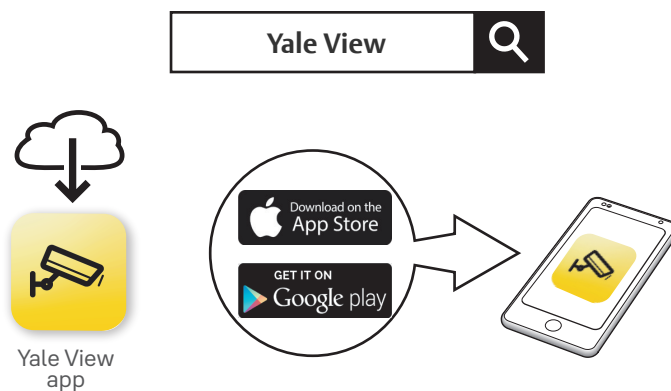 Yale View
Download on the
App Store
GET IT ON
Google play
Yale View
app